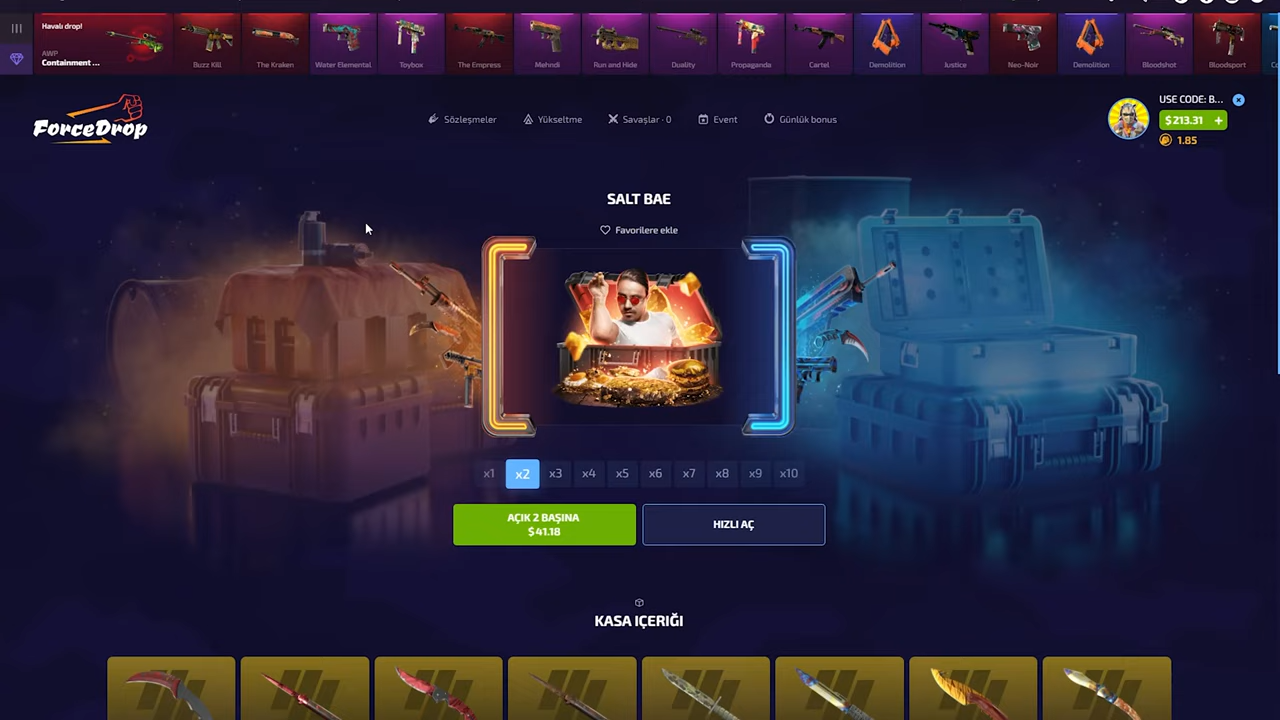 Havalı drop!
AWP
Containment ...
Buzz Kill
The Kraken
Water Elemental
Toybox
The Empress
Mehndi
Run and Hide
Duality
Propaganda
Cartel
Demolition
Justice
Neo-Noir
Demolition
Bloodshot
Bloodsport
ForceDrop
Sözleşmeler
Yükseltme
Savaşlar · 0
Event
Günlük bonus
USE CODE: B...
$213.31 +
1.85
SALT BAE
Favorilere ekle
x1
x2
x3
x4
x5
x6
x7
x8
x9
x10
AÇIK 2 BAŞINA
$41.18
HIZLI AÇ
KASA IÇERIĞI